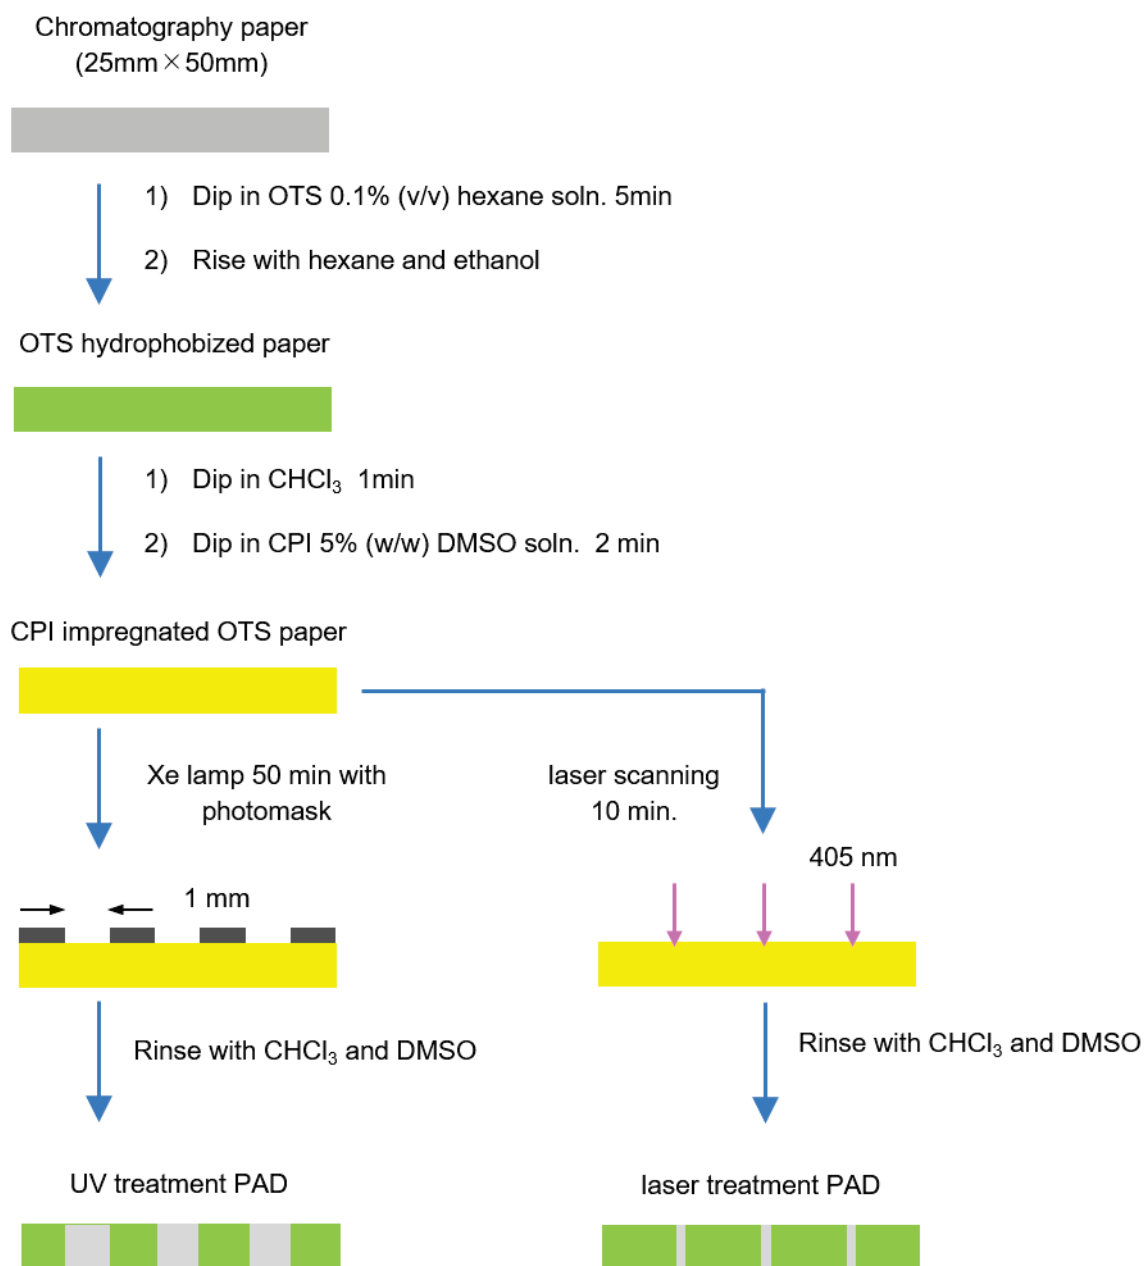 Chromatography paper
(25mm×50mm)
1) Dip in OTS 0.1% (v/v) hexane soln. 5min
2) Rise with hexane and ethanol
OTS hydrophobized paper
1) Dip in CHCl₃ 1min
2) Dip in CPI 5% (w/w) DMSO soln. 2 min
CPI impregnated OTS paper
Xe lamp 50 min with
photomask
laser scanning
10 min.
405 nm
1 mm
Rinse with CHCl₃ and DMSO
Rinse with CHCl₃ and DMSO
UV treatment PAD
laser treatment PAD